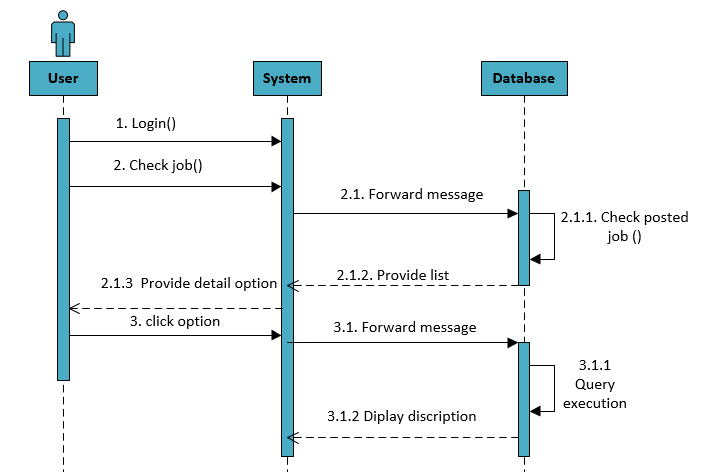 User
System
Database
1. Login()
2. Check job()
2.1. Forward message
2.1.1. Check posted
job ()
2.1.2. Provide list
2.1.3  Provide detail option
3. click option
3.1. Forward message
3.1.1
Query
execution
3.1.2 Diplay discription